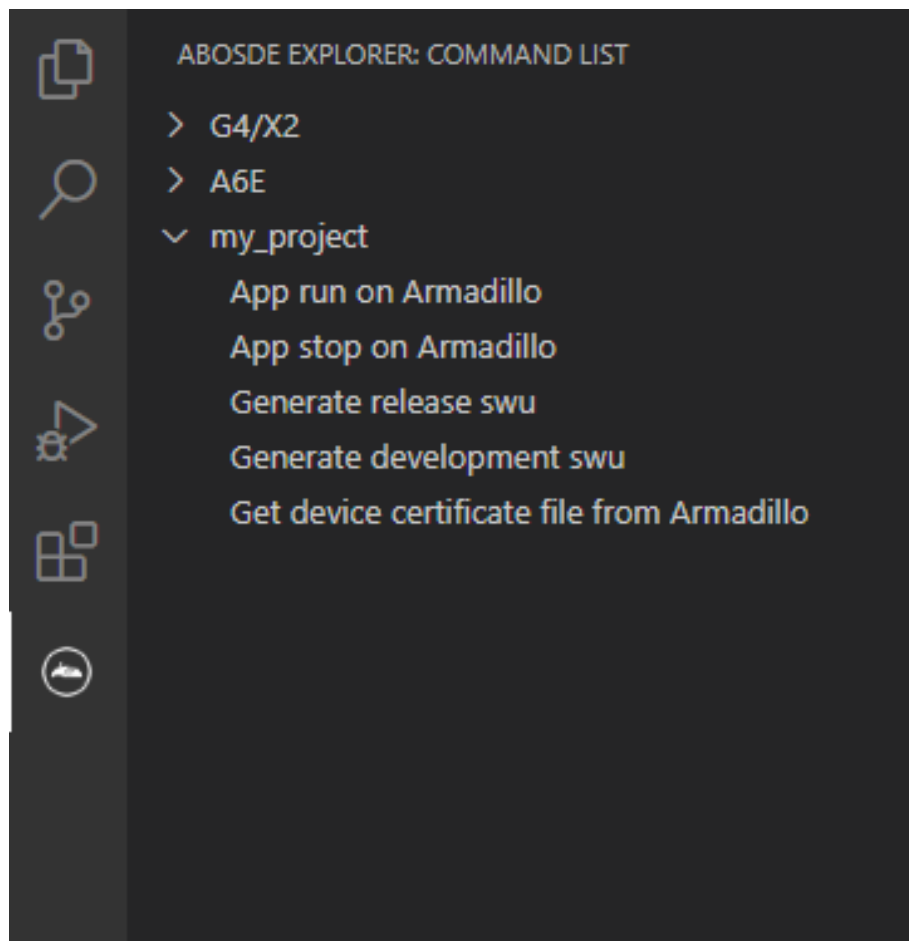 ABOSDE EXPLORER: COMMAND LIST
G4/X2
A6E
my_project
App run on Armadillo
App stop on Armadillo
Generate release swu
Generate development swu
Get device certificate file from Armadillo